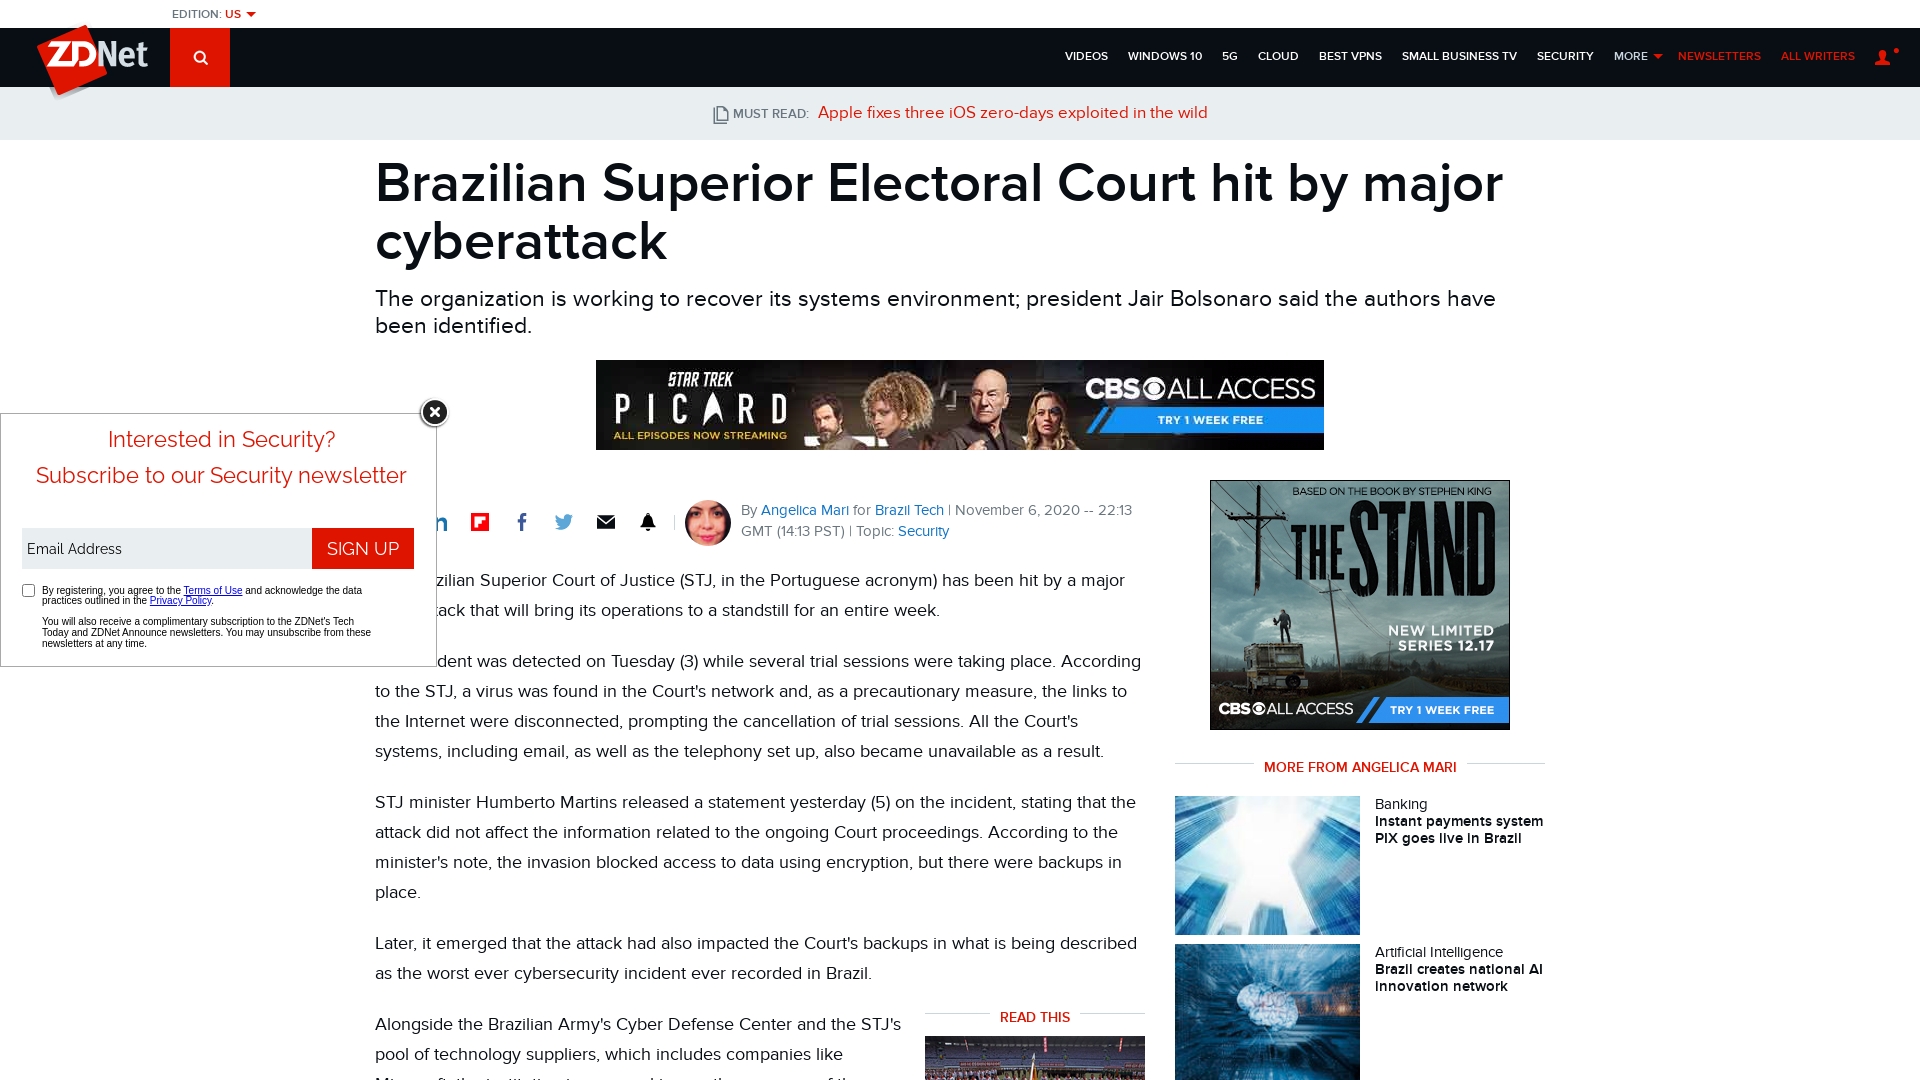 EDITION: US
ZDNet
VIDEOS WINDOWS 10 5G CLOUD BEST VPNS SMALL BUSINESS TV SECURITY MORE NEWSLETTERS ALL WRITERS
MUST READ: Apple fixes three iOS zero-days exploited in the wild
Brazilian Superior Electoral Court hit by major
cyberattack
The organization is working to recover its systems environment; president Jair Bolsonaro said the authors have
been identified.
STAR TREK
PICARD
ALL EPISODES NOW STREAMING
CBS ALL ACCESS
TRY 1 WEEK FREE
Interested in Security?
Subscribe to our Security newsletter
Email Address
SIGN UP
By registering, you agree to the Terms of Use and acknowledge the data
practices outlined in the Privacy Policy.
You will also receive a complimentary subscription to the ZDNet's Tech
Today and ZDNet Announce newsletters. You may unsubscribe from these
newsletters at any time.
By Angelica Mari for Brazil Tech | November 6, 2020 -- 22:13
GMT (14:13 PST) | Topic: Security
zilian Superior Court of Justice (STJ, in the Portuguese acronym) has been hit by a major
tack that will bring its operations to a standstill for an entire week.
dent was detected on Tuesday (3) while several trial sessions were taking place. According
to the STJ, a virus was found in the Court's network and, as a precautionary measure, the links to
the Internet were disconnected, prompting the cancellation of trial sessions. All the Court's
systems, including email, as well as the telephony set up, also became unavailable as a result.
STJ minister Humberto Martins released a statement yesterday (5) on the incident, stating that the
attack did not affect the information related to the ongoing Court proceedings. According to the
minister's note, the invasion blocked access to data using encryption, but there were backups in
place.
Later, it emerged that the attack had also impacted the Court's backups in what is being described
as the worst ever cybersecurity incident ever recorded in Brazil.
Alongside the Brazilian Army's Cyber Defense Center and the STJ's
pool of technology suppliers, which includes companies like
READ THIS
BASED ON THE BOOK BY STEPHEN KING
THE STAND
NEW LIMITED
SERIES 12.17
CBS ALL ACCESS
TRY 1 WEEK FREE
MORE FROM ANGELICA MARI
Banking
Instant payments system
PIX goes live in Brazil
Artificial Intelligence
Brazil creates national AI
innovation network